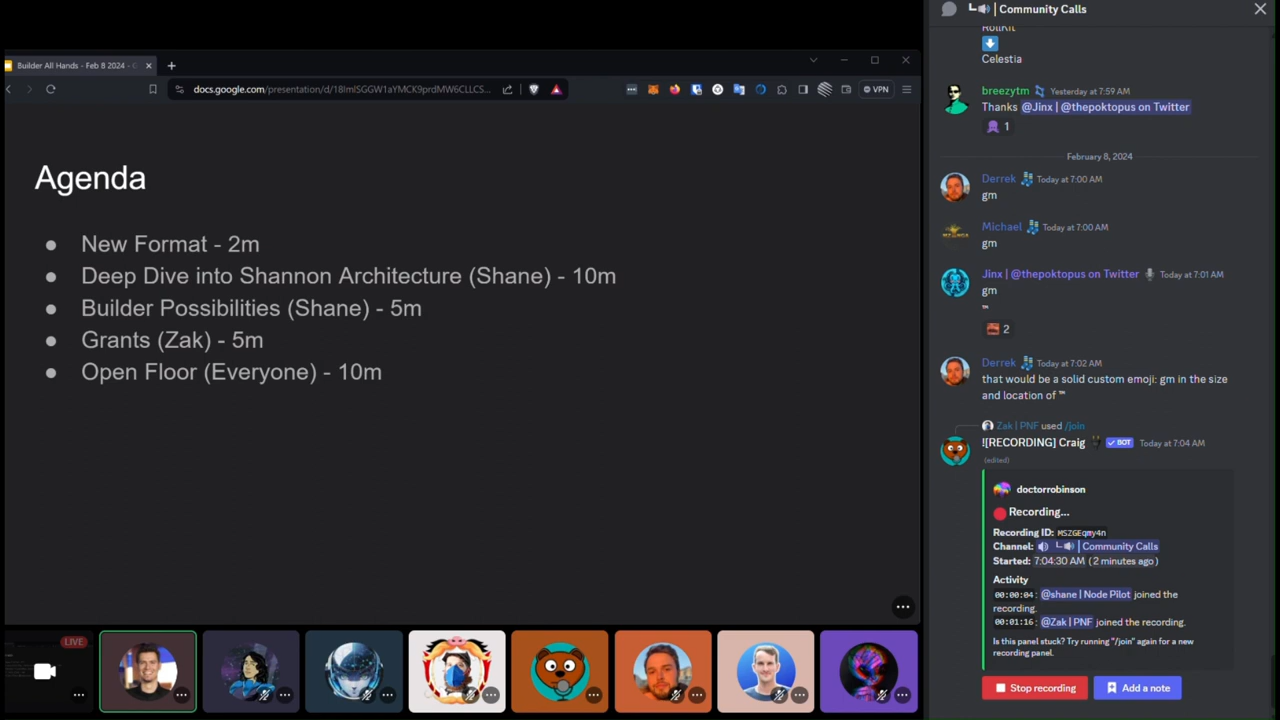 Builder All Hands - Feb 8 2024 -
docs.google.com/presentation/d/18ImlSGGW1aYMCK9prdMW6CLLCS...
VPN
Agenda
● New Format - 2m
● Deep Dive into Shannon Architecture (Shane) - 10m
● Builder Possibilities (Shane) - 5m
● Grants (Zak) - 5m
● Open Floor (Everyone) - 10m
LIVE
Community Calls
RollKit
Celestia
breezytm Yesterday at 7:59 AM
Thanks @Jinx | @thepoktopus on Twitter
1
February 8, 2024
Derrek Today at 7:00 AM
gm
Michael Today at 7:00 AM
gm
Jinx | @thepoktopus on Twitter Today at 7:01 AM
gm
™
2
Derrek Today at 7:02 AM
that would be a solid custom emoji: gm in the size
and location of ™
Zak | PNF used /join
![RECORDING] Craig BOT Today at 7:04 AM
(edited)
doctorrobinson
Recording...
Recording ID: MSZGEqmy4n
Channel: Community Calls
Started: 7:04:30 AM (2 minutes ago)
Activity
00:00:04: @shane | Node Pilot joined the
recording.
00:01:16: @Zak | PNF joined the recording.
Is this panel stuck? Try running "/join" again for a new
recording panel.
Stop recording
Add a note